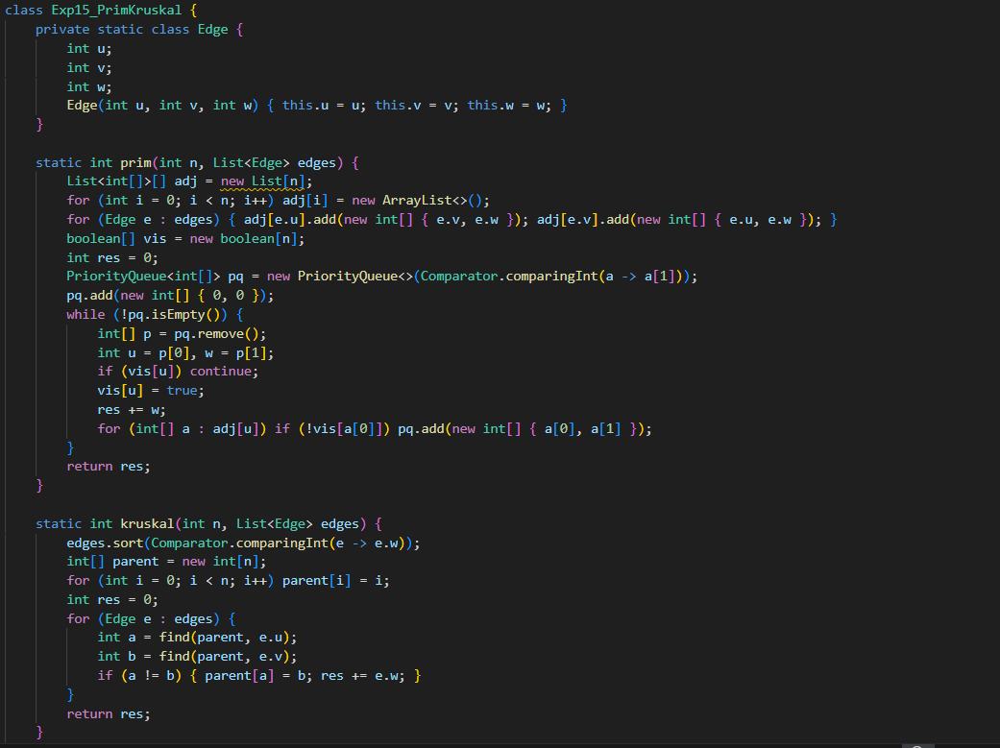 class Exp15_PrimKruskal {
    private static class Edge {
        int u;
        int v;
        int w;
        Edge(int u, int v, int w) { this.u = u; this.v = v; this.w = w; }
    }

    static int prim(int n, List<Edge> edges) {
        List<int[]>[] adj = new List[n];
        for (int i = 0; i < n; i++) adj[i] = new ArrayList<>();
        for (Edge e : edges) { adj[e.u].add(new int[] { e.v, e.w }); adj[e.v].add(new int[] { e.u, e.w }); }
        boolean[] vis = new boolean[n];
        int res = 0;
        PriorityQueue<int[]> pq = new PriorityQueue<>(Comparator.comparingInt(a -> a[1]));
        pq.add(new int[] { 0, 0 });
        while (!pq.isEmpty()) {
            int[] p = pq.remove();
            int u = p[0], w = p[1];
            if (vis[u]) continue;
            vis[u] = true;
            res += w;
            for (int[] a : adj[u]) if (!vis[a[0]]) pq.add(new int[] { a[0], a[1] });
        }
        return res;
    }

    static int kruskal(int n, List<Edge> edges) {
        edges.sort(Comparator.comparingInt(e -> e.w));
        int[] parent = new int[n];
        for (int i = 0; i < n; i++) parent[i] = i;
        int res = 0;
        for (Edge e : edges) {
            int a = find(parent, e.u);
            int b = find(parent, e.v);
            if (a != b) { parent[a] = b; res += e.w; }
        }
        return res;
    }